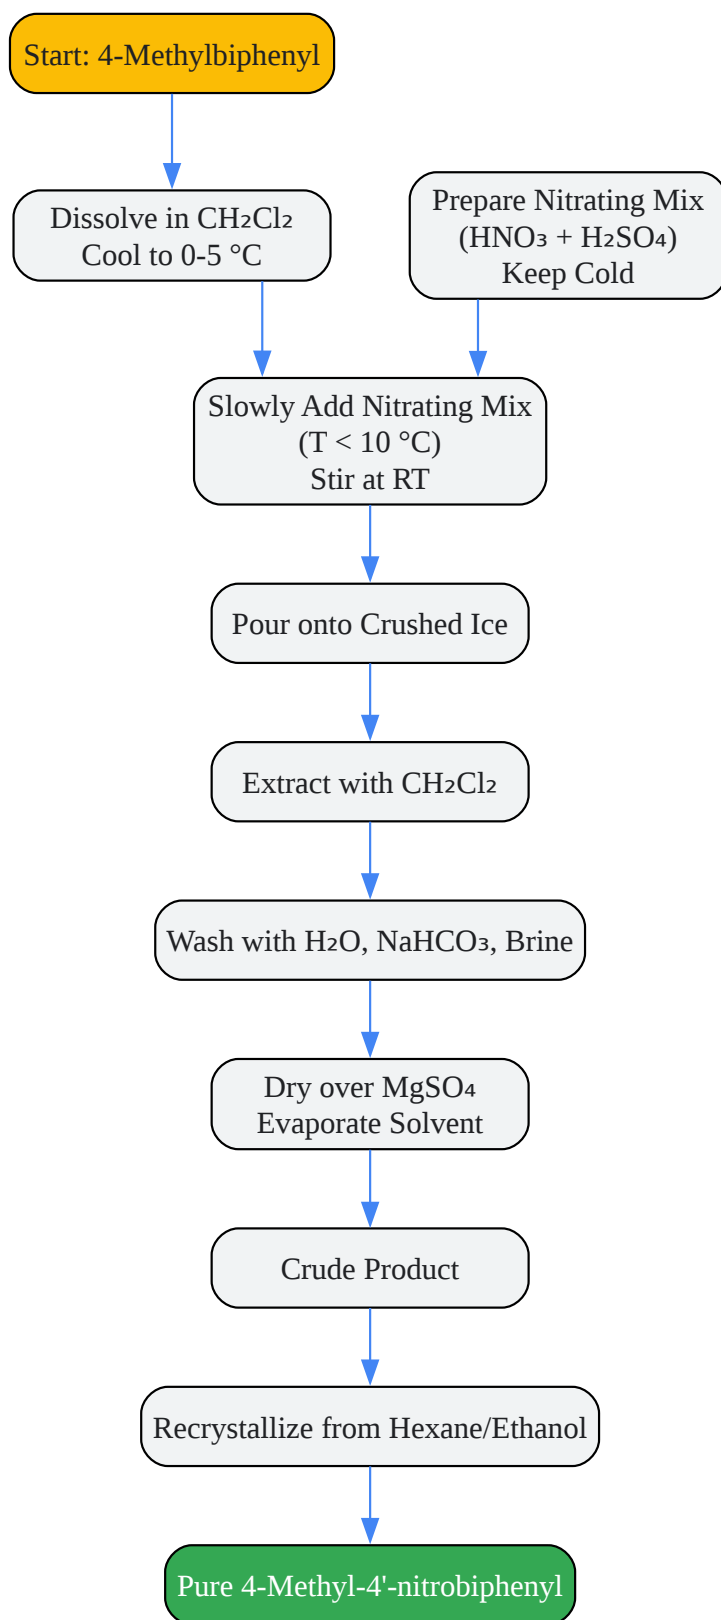 Start: 4-Methylbiphenyl
Dissolve in CH₂Cl₂
Cool to 0-5 °C
Prepare Nitrating Mix
(HNO₃ + H₂SO₄)
Keep Cold
Slowly Add Nitrating Mix
(T < 10 °C)
Stir at RT
Pour onto Crushed Ice
Extract with CH₂Cl₂
Wash with H₂O, NaHCO₃, Brine
Dry over MgSO₄
Evaporate Solvent
Crude Product
Recrystallize from Hexane/Ethanol
Pure 4-Methyl-4'-nitrobiphenyl